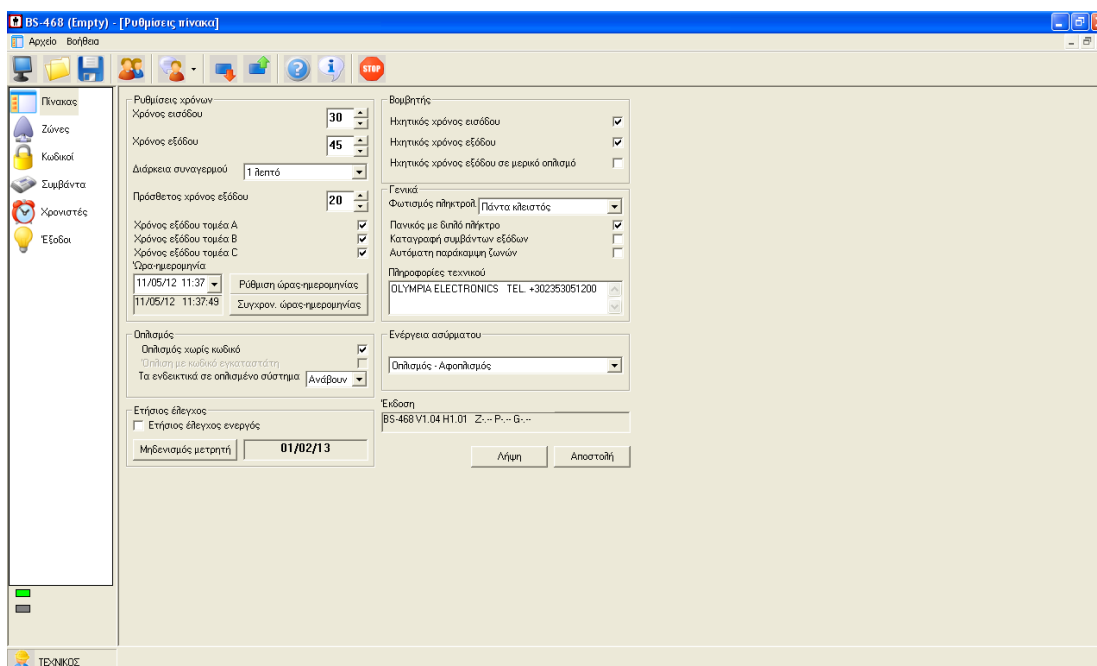 BS-468 (Empty) - [Ρυθμίσεις πίνακα]
Αρχείο Βοήθεια
STOP
Πίνακας
Ζώνες
Κωδικοί
Συμβάντα
Χρονιστές
Έξοδοι
Ρυθμίσεις χρόνων
Χρόνος εισόδου 30
Χρόνος εξόδου 45
Διάρκεια συναγερμού 1 λεπτό
Πρόσθετος χρόνος εξόδου 20
Χρόνος εξόδου τομέα A
Χρόνος εξόδου τομέα B
Χρόνος εξόδου τομέα C
Ώρα-ημερομηνία
11/05/12 11:37 Ρύθμιση ώρας-ημερομηνίας
11/05/12 11:37:49 Συγχρον. ώρας-ημερομηνίας
Οπλισμός
Οπλισμός χωρίς κωδικό
Όπλιση με κωδικό εγκαταστάτη
Τα ενδεικτικά σε οπλισμένο σύστημα Ανάβουν
Ετήσιος έλεγχος
Ετήσιος έλεγχος ενεργός
Μηδενισμός μετρητή 01/02/13
Βομβητής
Ηχητικός χρόνος εισόδου
Ηχητικός χρόνος εξόδου
Ηχητικός χρόνος εξόδου σε μερικό οπλισμό
Γενικά
Φωτισμός πληκτρολ. Πάντα κλειστός
Πανικός με διπλό πλήκτρο
Καταγραφή συμβάντων εξόδων
Αυτόματη παράκαμψη ζωνών
Πληροφορίες τεχνικού
OLYMPIA ELECTRONICS TEL. +302353051200
Ενέργεια ασύρματου
Οπλισμός - Αφοπλισμός
Έκδοση
BS-468 V1.04 H1.01 Z-.-- P-.-- G-.--
Λήψη Αποστολή
ΤΕΧΝΙΚΟΣ